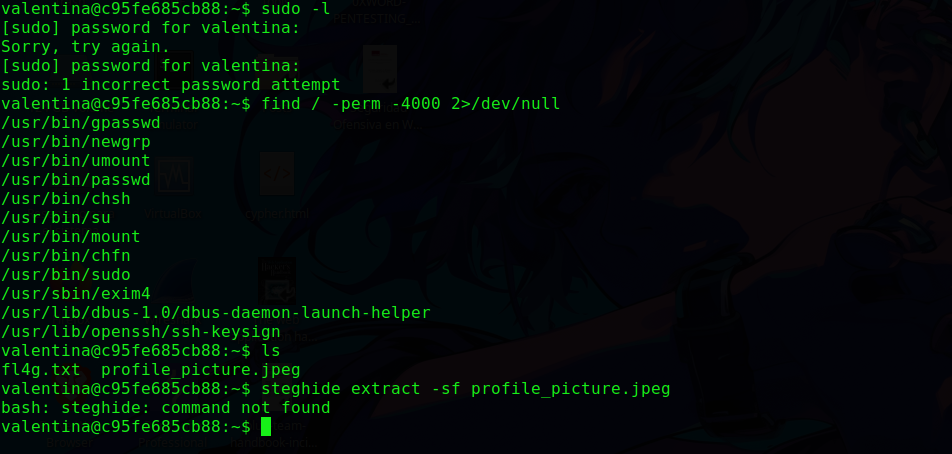 valentina@c95fe685cb88:~$ sudo -l
[sudo] password for valentina:
Sorry, try again.
[sudo] password for valentina:
sudo: 1 incorrect password attempt
valentina@c95fe685cb88:~$ find / -perm -4000 2>/dev/null
/usr/bin/gpasswd
/usr/bin/newgrp
/usr/bin/umount
/usr/bin/passwd
/usr/bin/chsh
/usr/bin/su
/usr/bin/mount
/usr/bin/chfn
/usr/bin/sudo
/usr/sbin/exim4
/usr/lib/dbus-1.0/dbus-daemon-launch-helper
/usr/lib/openssh/ssh-keysign
valentina@c95fe685cb88:~$ ls
fl4g.txt  profile_picture.jpeg
valentina@c95fe685cb88:~$ steghide extract -sf profile_picture.jpeg
bash: steghide: command not found
valentina@c95fe685cb88:~$